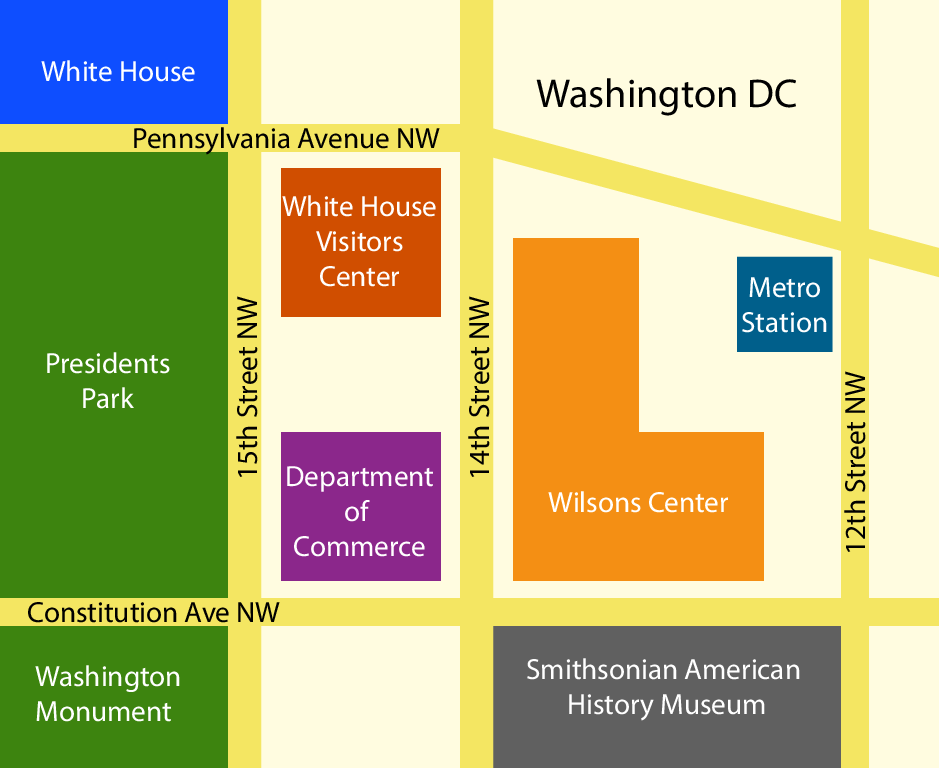 White House
Washington DC
Pennsylvania Avenue NW
White House
Visitors
Center
Metro
Station
15th Street NW
14th Street NW
Presidents
Park
12th Street NW
Department
of
Commerce
Wilsons Center
Constitution Ave NW
Washington
Monument
Smithsonian American
History Museum